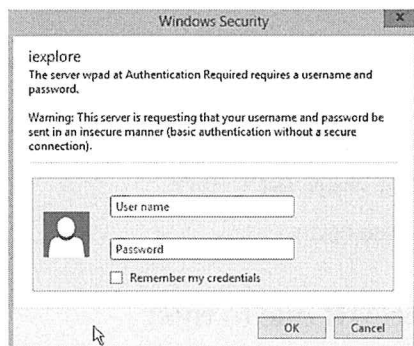 Windows Security
x
iexplore
The server wpad at Authentication Required requires a username and
password.
Warning: This server is requesting that your username and password be
sent in an insecure manner (basic authentication without a secure
connection).
User name
Password
Remember my credentials
OK
Cancel